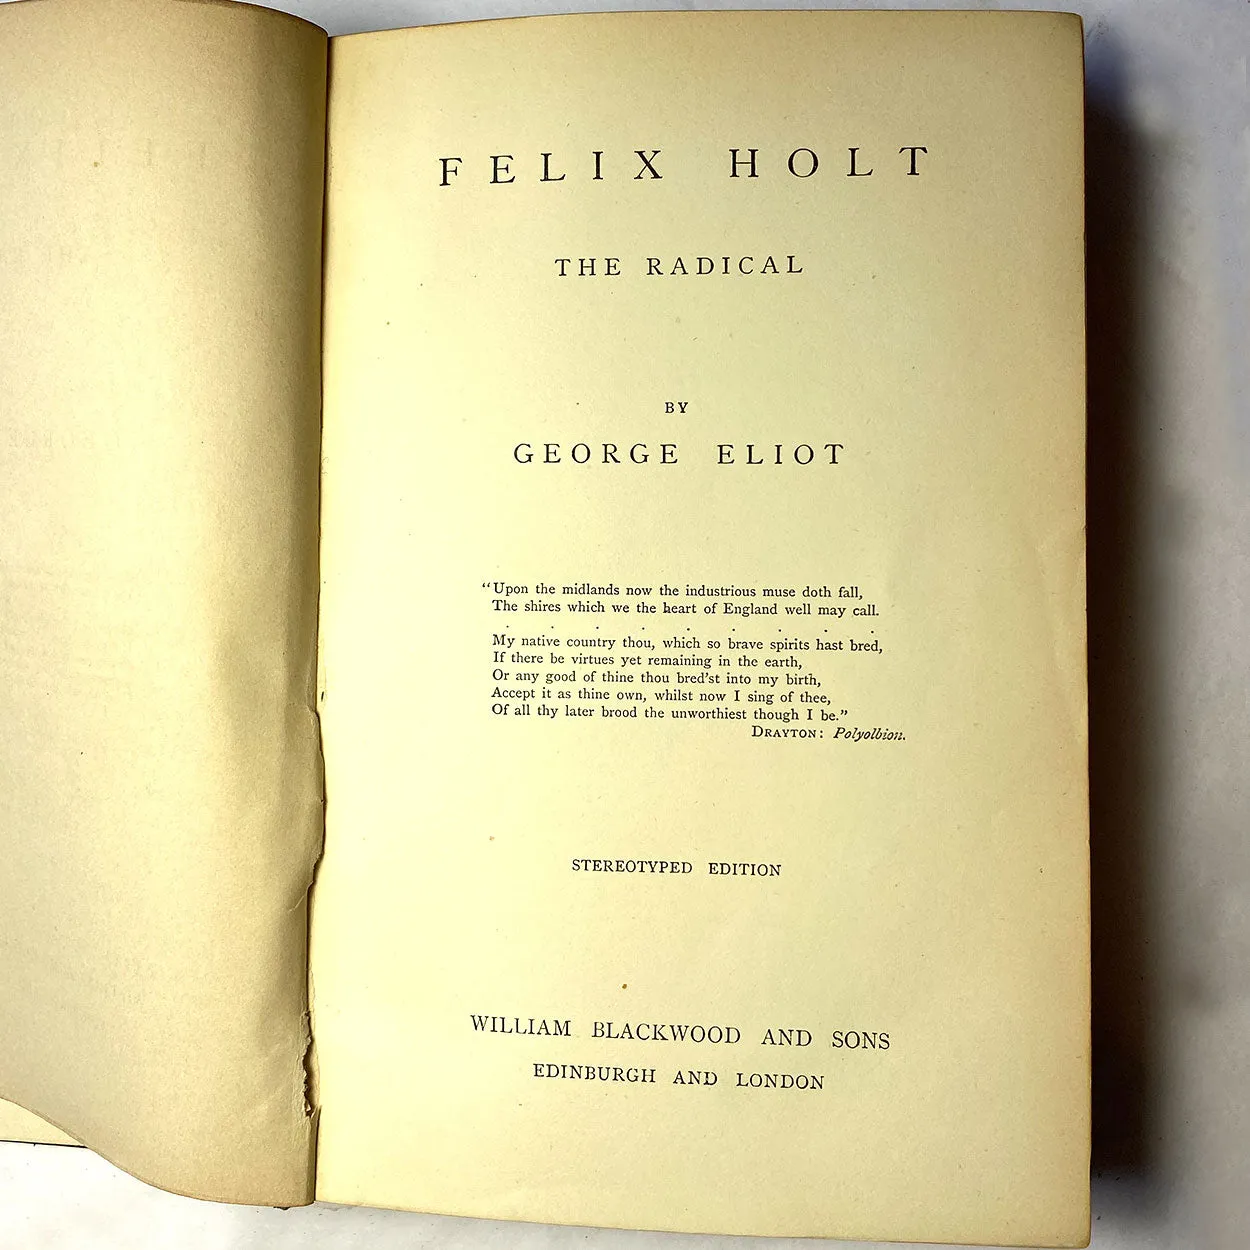 FELIX HOLT
THE RADICAL
BY
GEORGE ELIOT
“Upon the midlands now the industrious muse doth fall,
The shires which we the heart of England well may call.
. . . . . . . . .
My native country thou, which so brave spirits hast bred,
If there be virtues yet remaining in the earth,
Or any good of thine thou bred'st into my birth,
Accept it as thine own, whilst now I sing of thee,
Of all thy later brood the unworthiest though I be.”
DRAYTON: Polyolbion.
STEREOTYPED EDITION
WILLIAM BLACKWOOD AND SONS
EDINBURGH AND LONDON